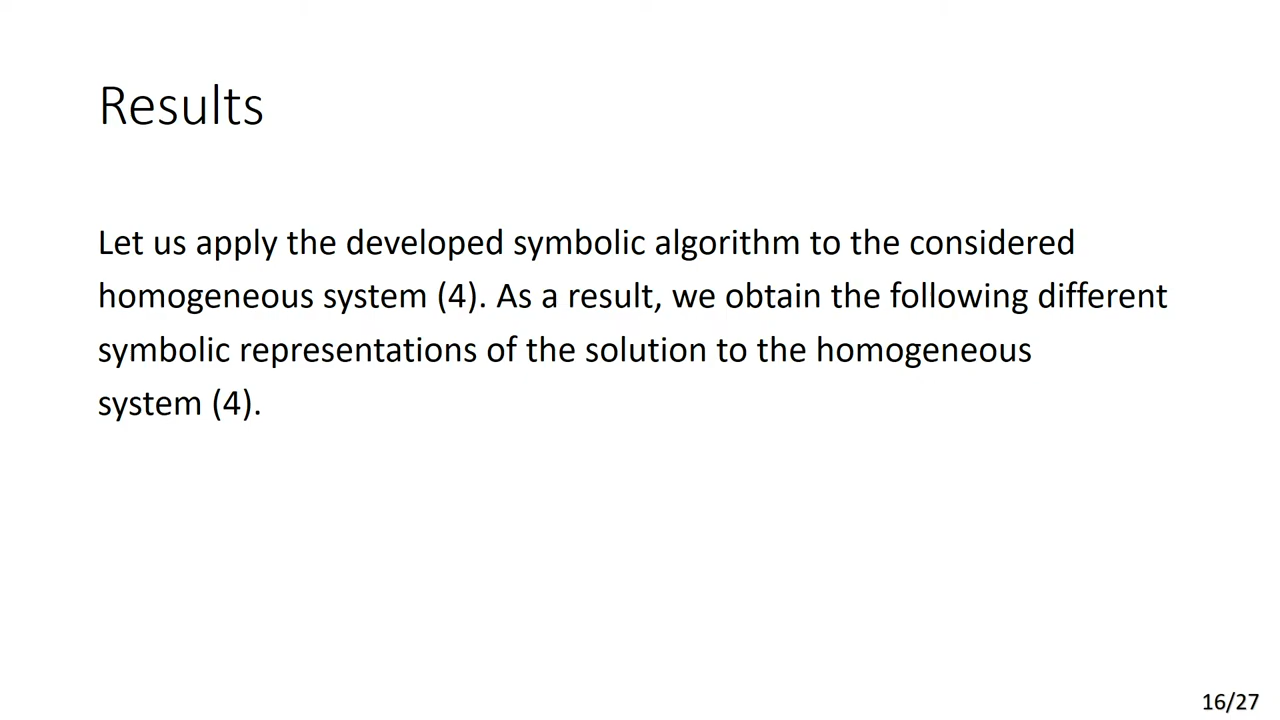 Results
Let us apply the developed symbolic algorithm to the considered
homogeneous system (4). As a result, we obtain the following different
symbolic representations of the solution to the homogeneous
system (4).
16/27